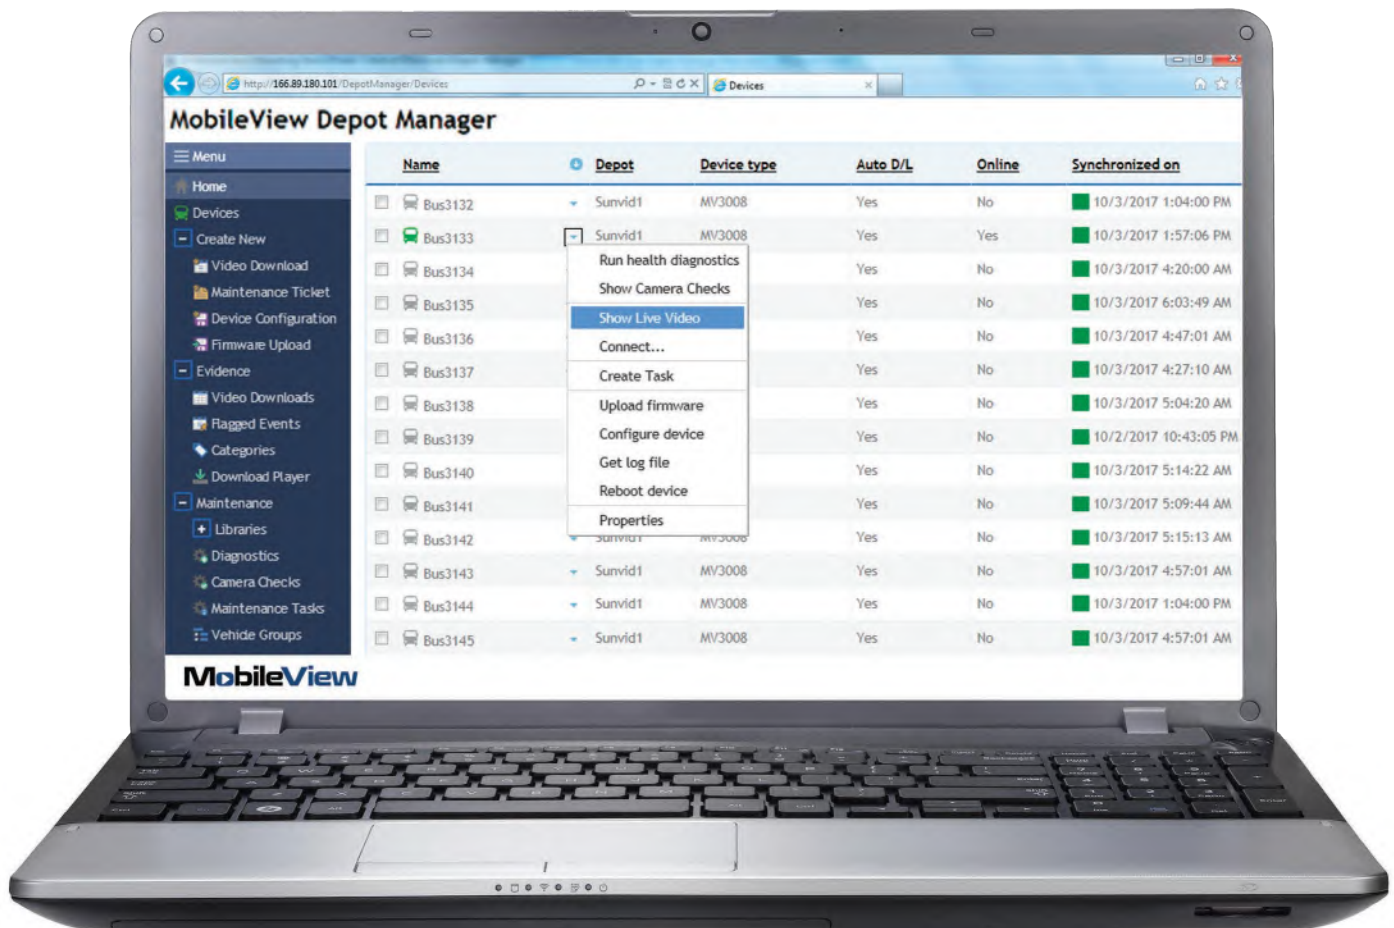 http://166.89.180.101/DepotManager/Devices
Devices
MobileView Depot Manager
Menu
Home
Devices
Create New
Video Download
Maintenance Ticket
Device Configuration
Firmware Upload
Evidence
Video Downloads
Flagged Events
Categories
Download Player
Maintenance
Libraries
Diagnostics
Camera Checks
Maintenance Tasks
Vehicle Groups
Name Depot Device type Auto D/L Online Synchronized on
Bus3132 Sunvid1 MV3008 Yes No 10/3/2017 1:04:00 PM
Bus3133 Sunvid1 MV3008 Yes Yes 10/3/2017 1:57:06 PM
Bus3134 Yes No 10/3/2017 4:20:00 AM
Bus3135 Yes No 10/3/2017 6:03:49 AM
Bus3136 Yes No 10/3/2017 4:47:01 AM
Bus3137 Yes No 10/3/2017 4:27:10 AM
Bus3138 Yes No 10/3/2017 5:04:20 AM
Bus3139 Yes No 10/2/2017 10:43:05 PM
Bus3140 Yes No 10/3/2017 5:14:22 AM
Bus3141 Yes No 10/3/2017 5:09:44 AM
Bus3142 Sunvid1 MV3008 Yes No 10/3/2017 5:15:13 AM
Bus3143 Sunvid1 MV3008 Yes No 10/3/2017 4:57:01 AM
Bus3144 Sunvid1 MV3008 Yes No 10/3/2017 1:04:00 PM
Bus3145 Sunvid1 MV3008 Yes No 10/3/2017 4:57:01 AM
Run health diagnostics
Show Camera Checks
Show Live Video
Connect...
Create Task
Upload firmware
Configure device
Get log file
Reboot device
Properties
MobileView